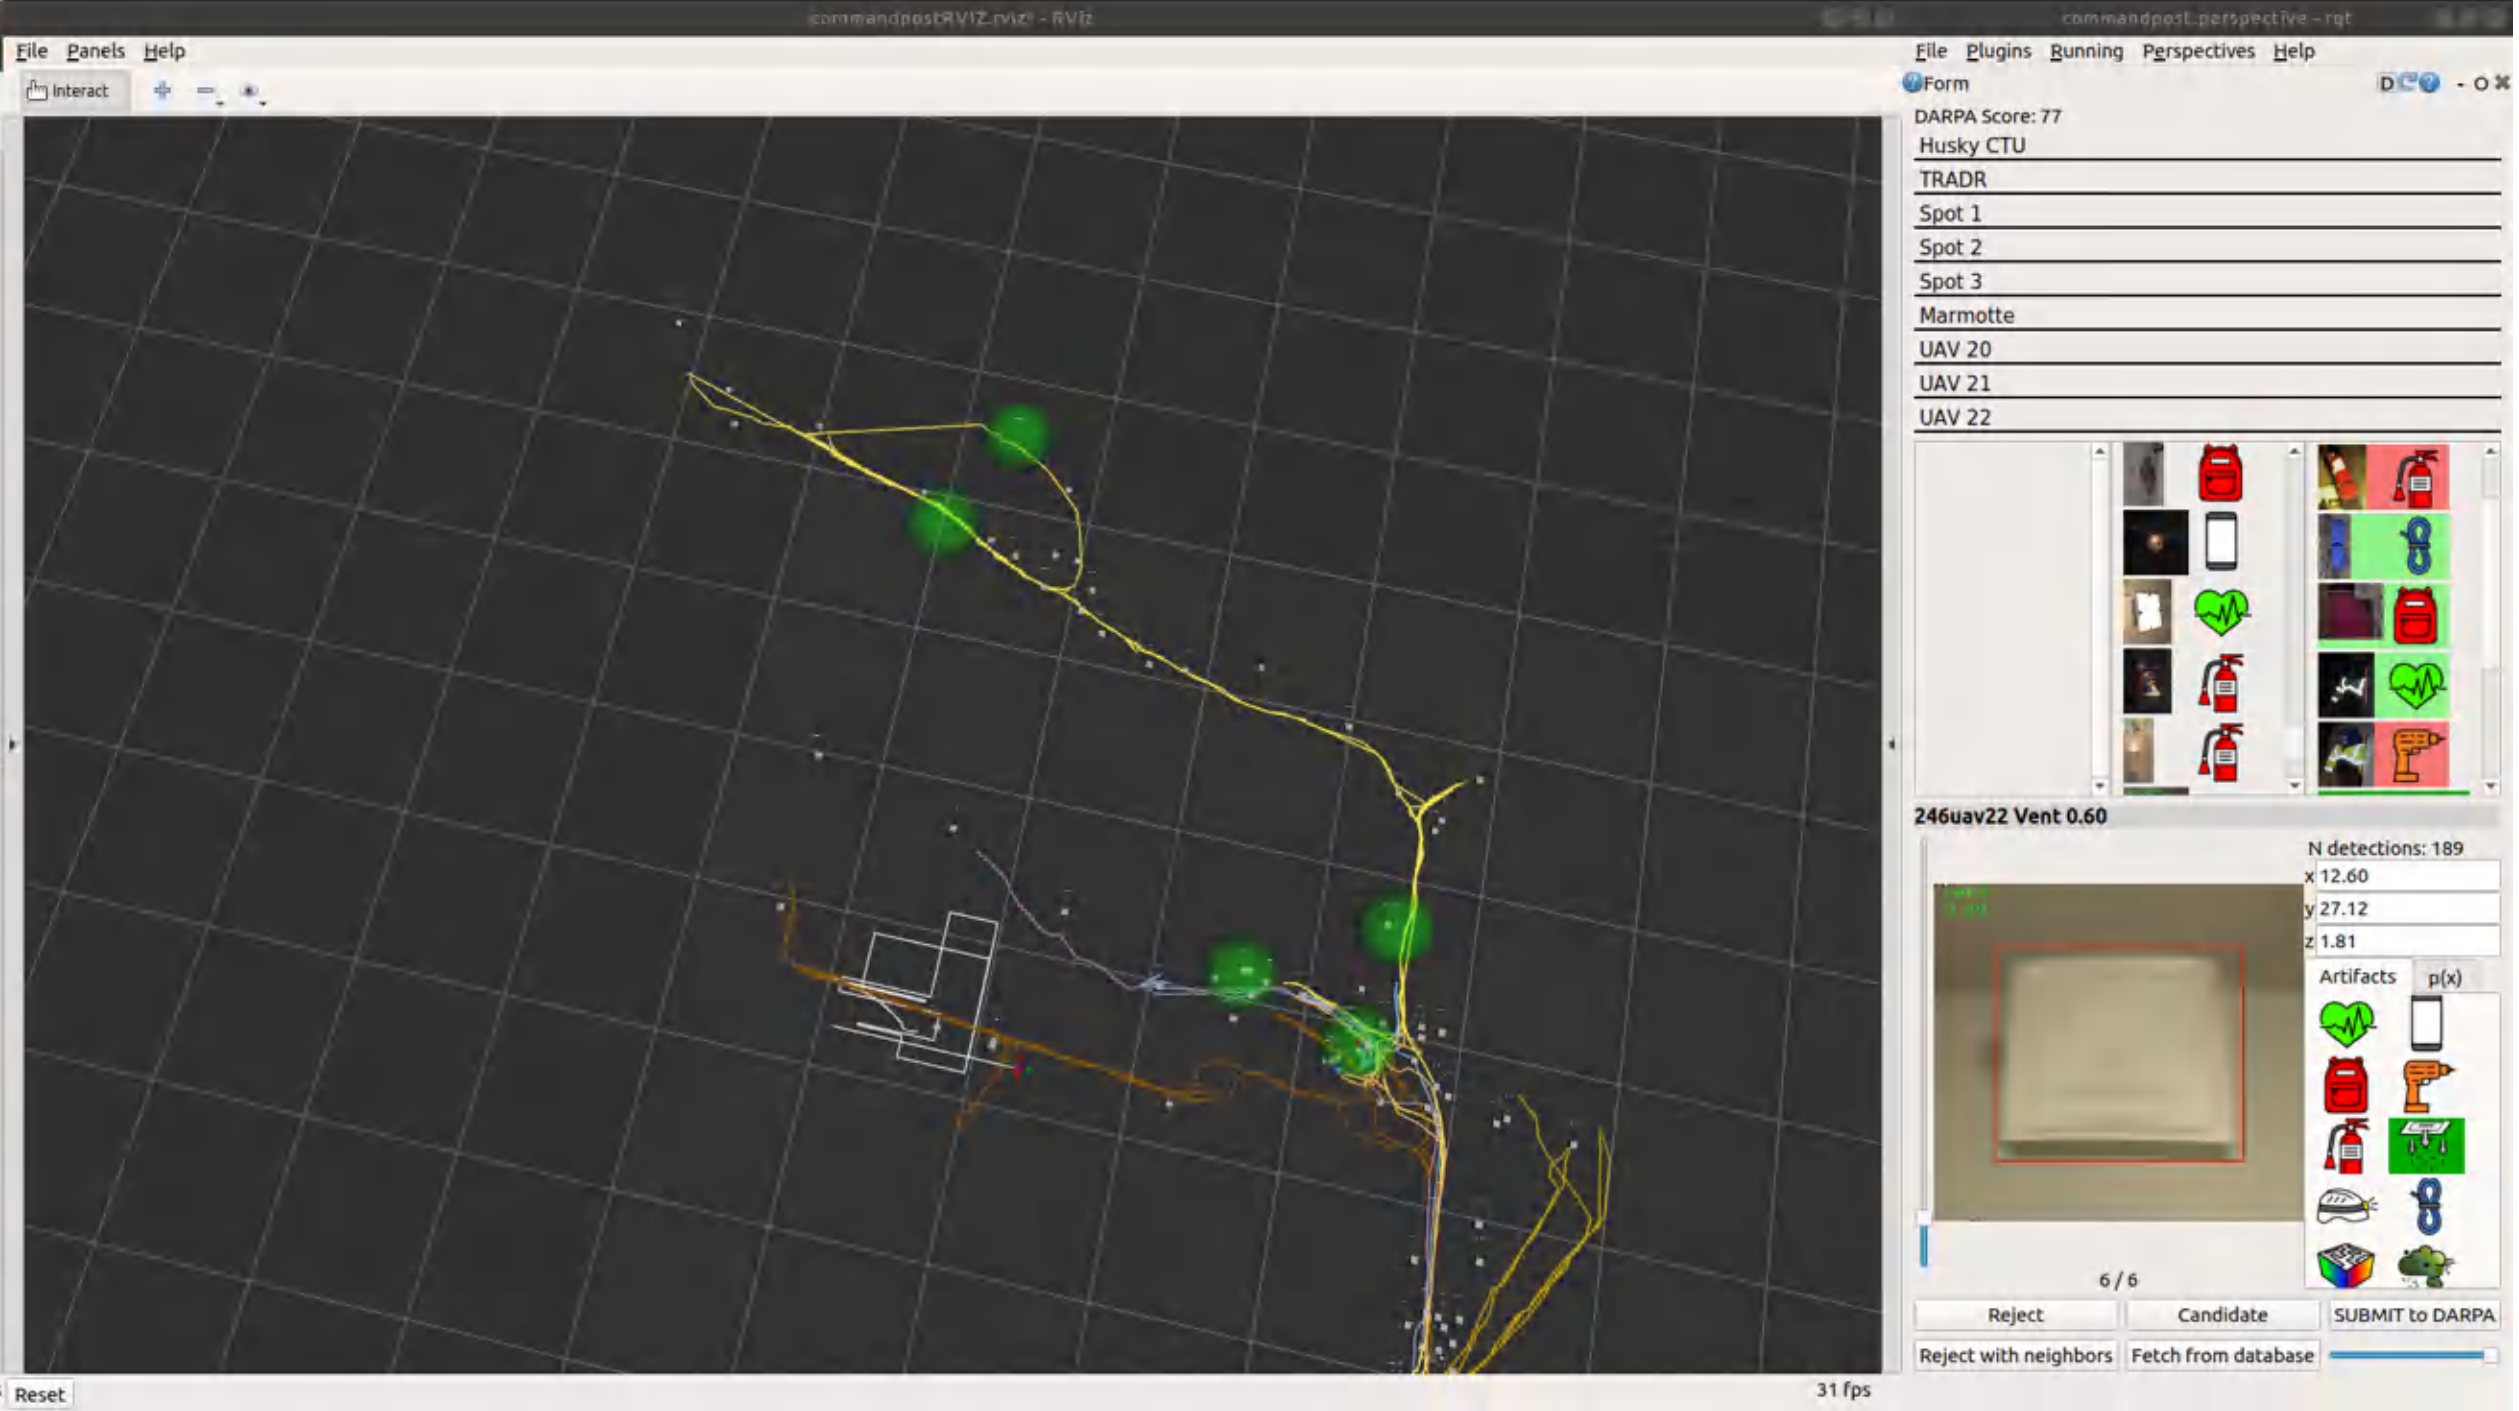 commandpostRVIZ.rviz* - RViz
commandpost.perspective - rqt
File Panels Help
File Plugins Running Perspectives Help
Interact
Form
D
- O
DARPA Score: 77
Husky CTU
TRADR
Spot 1
Spot 2
Spot 3
Marmotte
UAV 20
UAV 21
UAV 22
246uav22 Vent 0.60
N detections: 189
x 12.60
y 27.12
z 1.81
Artifacts p(x)
6 / 6
Reject Candidate SUBMIT to DARPA
Reject with neighbors Fetch from database
Reset
31 fps